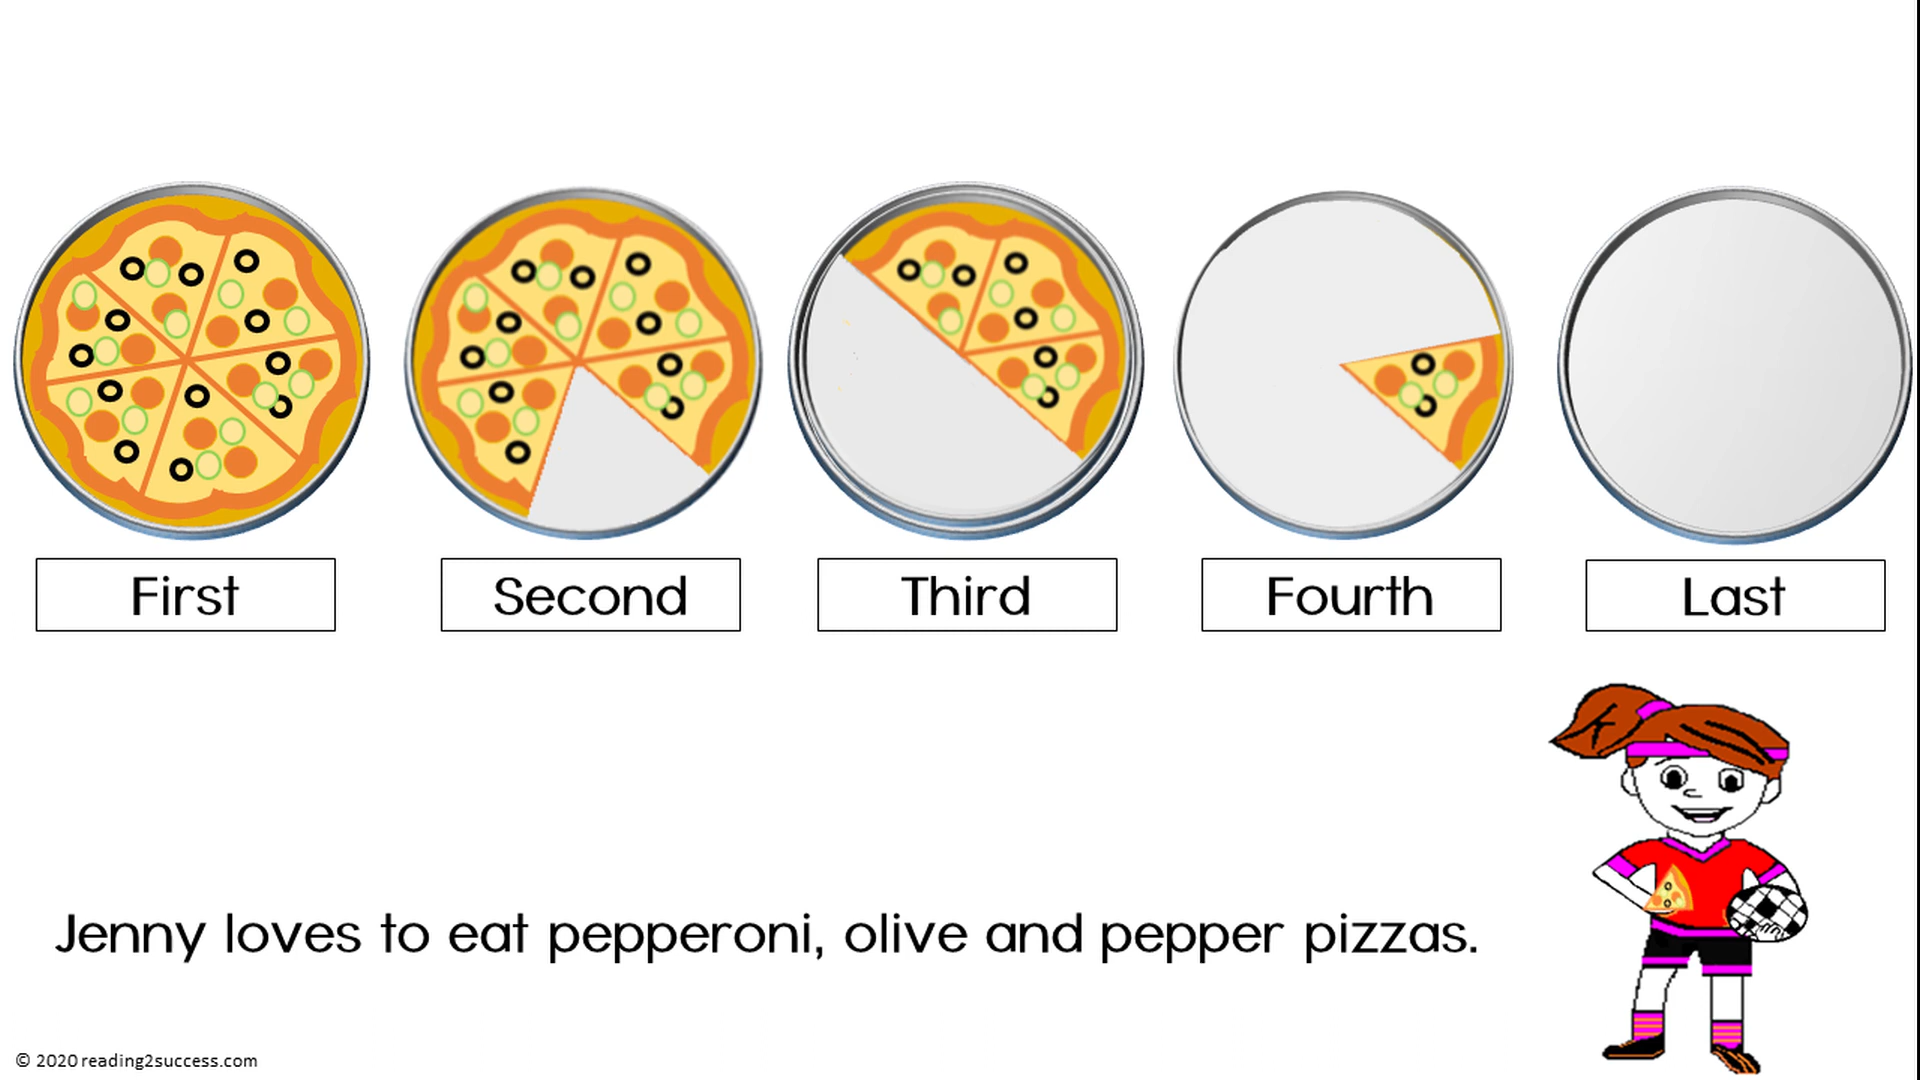 First
Second
Third
Fourth
Last
Jenny loves to eat pepperoni, olive and pepper pizzas.
© 2020 reading2success.com